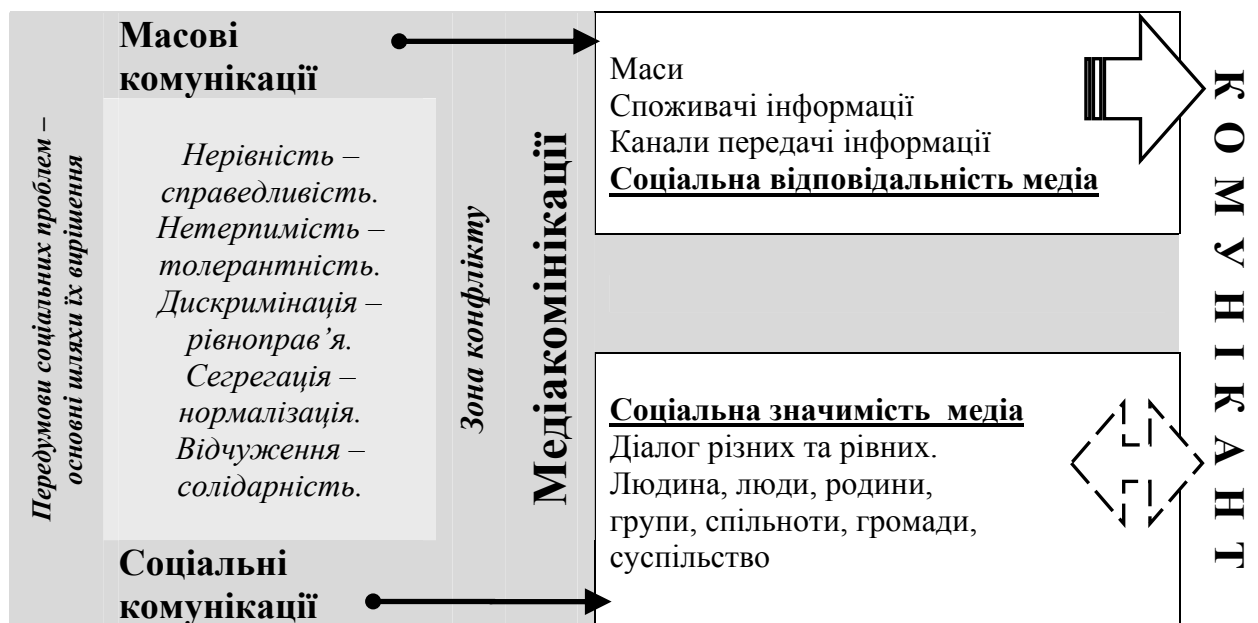 Передумови соціальних проблем –
основні шляхи їх вирішення
Масові
комунікації
Нерівність –
справедливість.
Нетерпимість –
толерантність.
Дискримінація –
рівноправ’я.
Сегрегація –
нормалізація.
Відчуження –
солідарність.
Соціальні
комунікації
Зона конфлікту
Медіакомінікації
Маси
Споживачі інформації
Канали передачі інформації
Соціальна відповідальність медіа
Соціальна значимість медіа
Діалог різних та рівних.
Людина, люди, родини,
групи, спільноти, громади,
суспільство
К О М У Н І К А Н Т